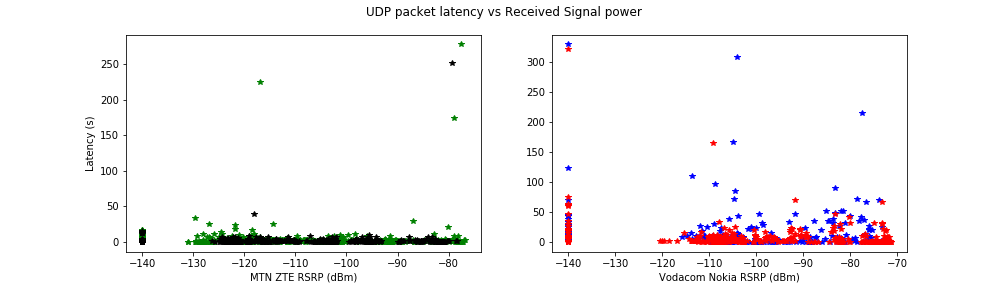 UDP packet latency vs Received Signal power
250
200
150
100
50
0
Latency (s)
−140 −130 −120 −110 −100 −90 −80
MTN ZTE RSRP (dBm)
300
250
200
150
100
50
0
−140 −130 −120 −110 −100 −90 −80 −70
Vodacom Nokia RSRP (dBm)